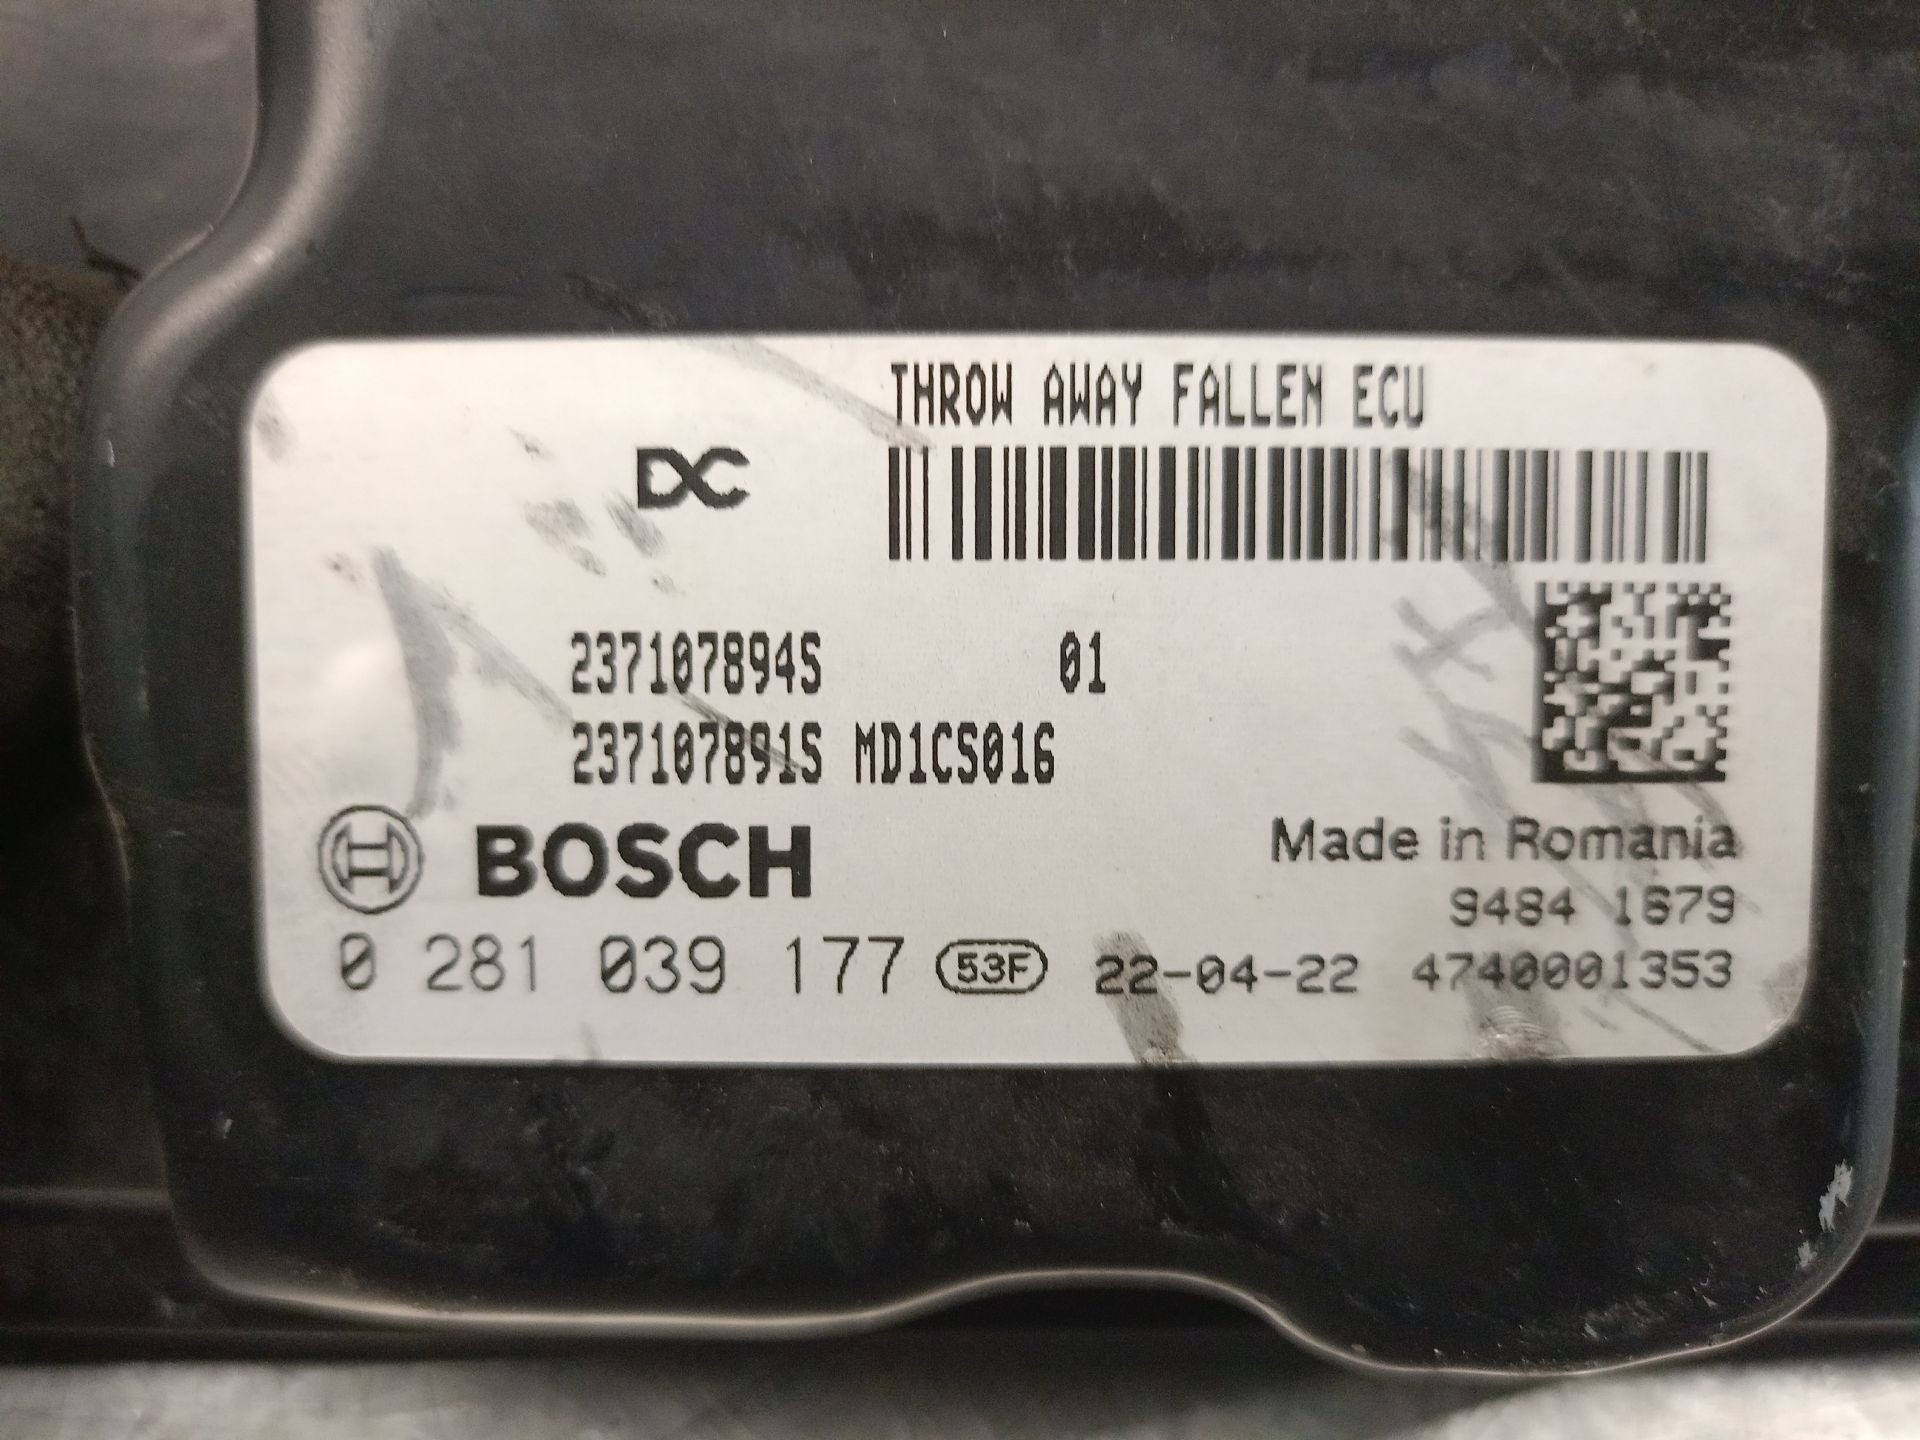 THROW AWAY FALLEN ECU
DC
237107894S 01
237107891S MD1CS016
BOSCH
Made in Romania
9484 1679
0 281 039 177 53F 22-04-22 4740001353